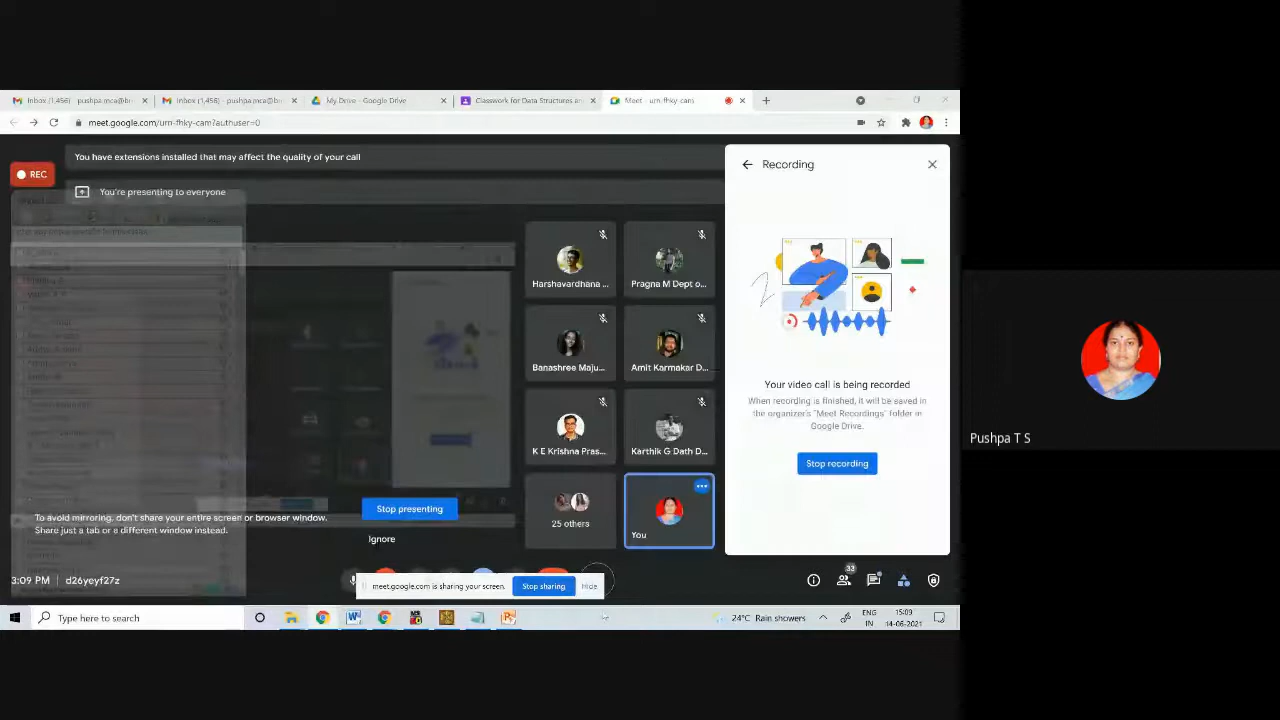 Inbox (1,456) - pushpa.mca@b
Inbox (1,456) - pushpa.mca@b
My Drive - Google Drive
Classwork for Data Structures an
Meet - urn-fhky-cam
meet.google.com/urn-fhky-cam?authuser=0
You have extensions installed that may affect the quality of your call
REC
You're presenting to everyone
Recording
Harshavardhana ...
Pragna M Dept o...
Banashree Maju...
Amit Karmakar D...
K E Krishna Pras...
Karthik G Dath D...
25 others
You
Your video call is being recorded
When recording is finished, it will be saved in
the organizer's "Meet Recordings" folder in
Google Drive.
Stop recording
Pushpa T S
To avoid mirroring, don't share your entire screen or browser window.
Share just a tab or a different window instead.
Stop presenting
Ignore
3:09 PM | d26yeyf27z
meet.google.com is sharing your screen.
Stop sharing
Hide
33
Type here to search
24°C Rain showers
ENG
IN
15:09
14-06-2021